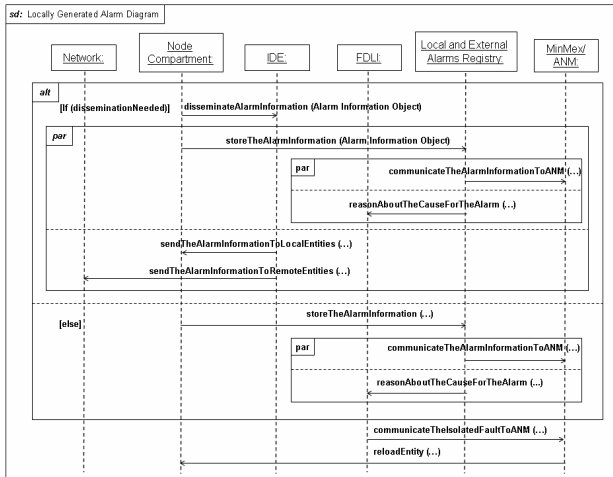 sd: Locally Generated Alarm Diagram
Network:
Node
Compartment:
IDE:
FDLI:
Local and External
Alarms Registry:
MinMex/
ANM:
alt
[If (disseminationNeeded)]
disseminateAlarmInformation (Alarm Information Object)
par
storeTheAlarmInformation (Alarm Information Object)
par
communicateTheAlarmInformationToANM (...)
reasonAboutTheCauseForTheAlarm (...)
sendTheAlarmInformationToLocalEntities (...)
sendTheAlarmInformationToRemoteEntities (...)
[else]
storeTheAlarmInformation (...)
par
communicateTheAlarmInformationToANM (...)
reasonAboutTheCauseForTheAlarm (...)
communicateTheIsolatedFaultToANM (...)
reloadEntity (...)